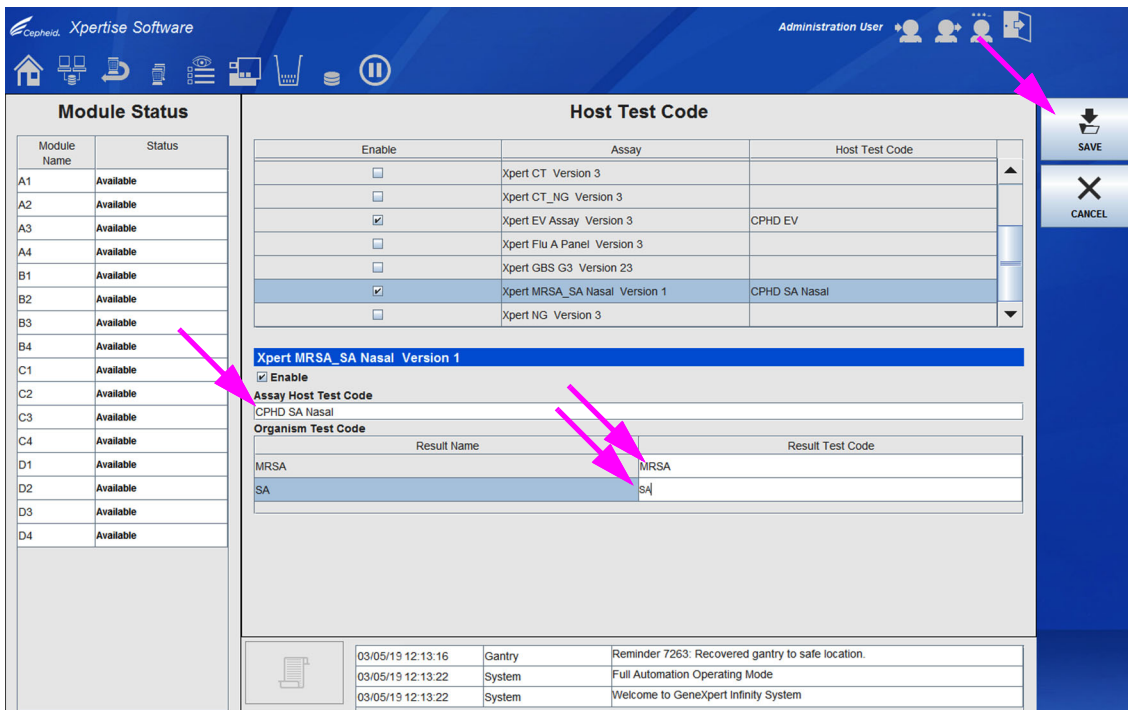 Cepheid. Xpertise Software
Administration User
Module Status
Module Name Status
A1 Available
A2 Available
A3 Available
A4 Available
B1 Available
B2 Available
B3 Available
B4 Available
C1 Available
C2 Available
C3 Available
C4 Available
D1 Available
D2 Available
D3 Available
D4 Available
Host Test Code
Enable Assay Host Test Code
Xpert CT Version 3
Xpert CT_NG Version 3
Xpert EV Assay Version 3 CPHD EV
Xpert Flu A Panel Version 3
Xpert GBS G3 Version 23
Xpert MRSA_SA Nasal Version 1 CPHD SA Nasal
Xpert NG Version 3
Xpert MRSA_SA Nasal Version 1
Enable
Assay Host Test Code
CPHD SA Nasal
Organism Test Code
Result Name Result Test Code
MRSA MRSA
SA SA
03/05/19 12:13:16 Gantry Reminder 7263: Recovered gantry to safe location.
03/05/19 12:13:22 System Full Automation Operating Mode
03/05/19 12:13:22 System Welcome to GeneXpert Infinity System
SAVE
CANCEL